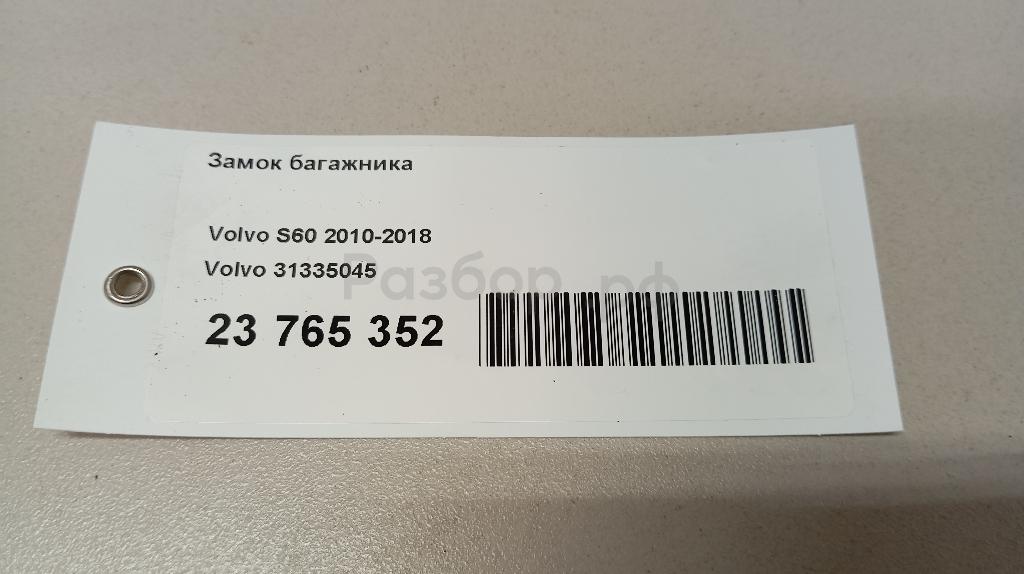 Замок багажника
Volvo S60 2010-2018
Volvo 31335045
Разбор.рф
23 765 352